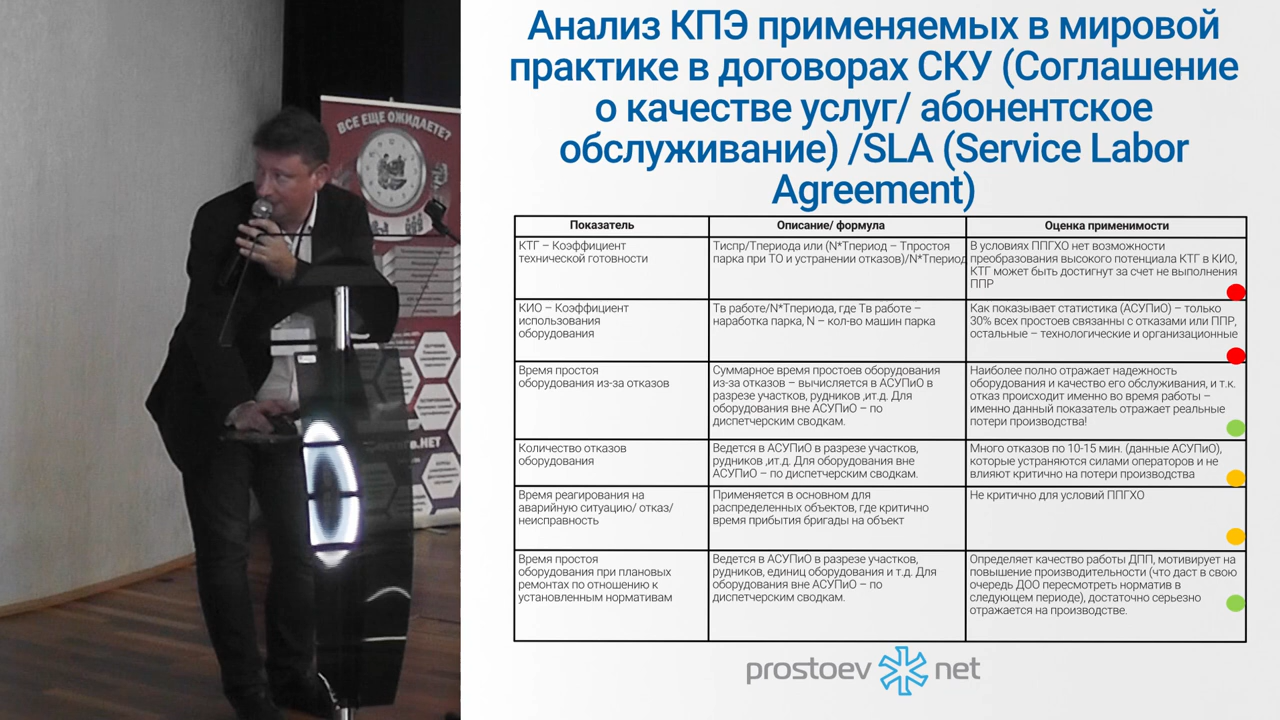 ВСЕ ЕЩЕ ОЖИДАЕТЕ?
Анализ КПЭ применяемых в мировой
практике в договорах СКУ (Соглашение
о качестве услуг/ абонентское
обслуживание) /SLA (Service Labor
Agreement)
Показатель
Описание/ формула
Оценка применимости
КТГ – Коэффициент
технической готовности
Tиспр/Tпериода или (N*Tпериод – Тпростоя
парка при ТО и устранении отказов)/N*Tпериод
В условиях ППГХО нет возможности
преобразования высокого потенциала КТГ в КИО,
КТГ может быть достигнут за счет не выполнения
ППР
КИО – Коэффициент
использования
оборудования
Тв работе/N*Tпериода, где Тв работе –
наработка парка, N – кол-во машин парка
Как показывает статистика (АСУПиО) – только
30% всех простоев связанны с отказами или ППР,
остальные – технологические и организационные
Время простоя
оборудования из-за отказов
Суммарное время простоев оборудования
из-за отказов – вычисляется в АСУПиО в
разрезе участков, рудников ,ит.д. Для
оборудования вне АСУПиО – по
диспетчерским сводкам.
Наиболее полно отражает надежность
оборудования и качество его обслуживания, и т.к.
отказ происходит именно во время работы –
именно данный показатель отражает реальные
потери производства!
Количество отказов
оборудования
Ведется в АСУПиО в разрезе участков,
рудников ,ит.д. Для оборудования вне
АСУПиО – по диспетчерским сводкам.
Много отказов по 10-15 мин. (данные АСУПиО),
которые устраняются силами операторов и не
влияют критично на потери производства
Время реагирования на
аварийную ситуацию/ отказ/
неисправность
Применяется в основном для
распределенных объектов, где критично
время прибытия бригады на объект
Не критично для условий ППГХО
Время простоя
оборудования при плановых
ремонтах по отношению к
установленным нормативам
Ведется в АСУПиО в разрезе участков,
рудников, единиц оборудования и т.д. Для
оборудования вне АСУПиО – по
диспетчерским сводкам.
Определяет качество работы ДПП, мотивирует на
повышение производительности (что даст в свою
очередь ДОО пересмотреть норматив в
следующем периоде), достаточно серьезно
отражается на производстве.
prostoev net